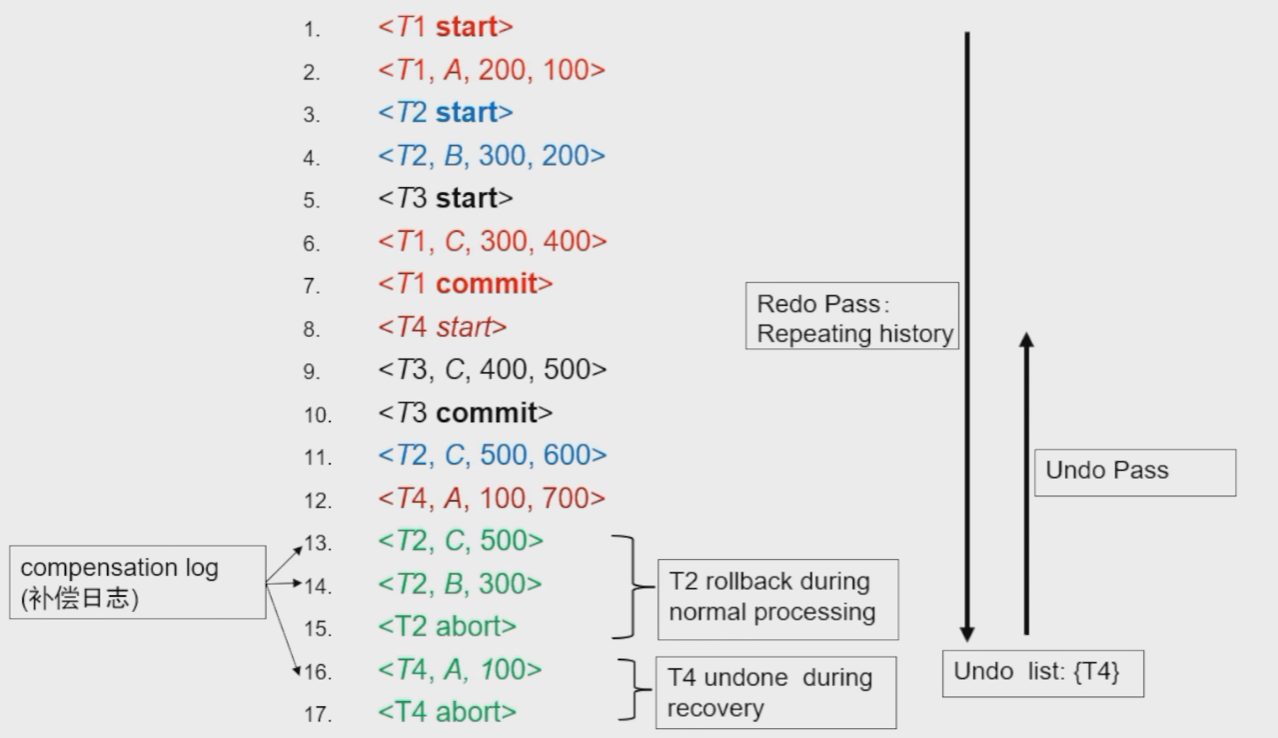 1. <T1 start>
2. <T1, A, 200, 100>
3. <T2 start>
4. <T2, B, 300, 200>
5. <T3 start>
6. <T1, C, 300, 400>
7. <T1 commit>
8. <T4 start>
9. <T3, C, 400, 500>
10. <T3 commit>
11. <T2, C, 500, 600>
12. <T4, A, 100, 700>
13. <T2, C, 500>
14. <T2, B, 300>
15. <T2 abort>
16. <T4, A, 100>
17. <T4 abort>
compensation log
(补偿日志)
T2 rollback during
normal processing
T4 undone during
recovery
Redo Pass:
Repeating history
Undo Pass
Undo list: {T4}